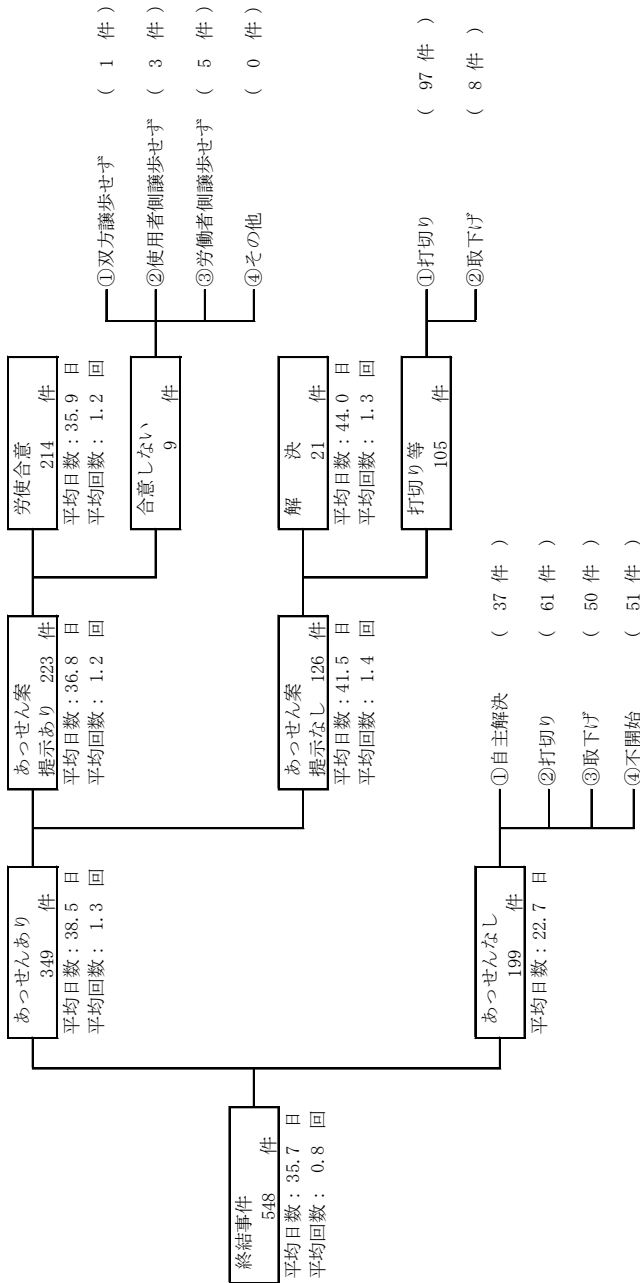 終結事件
548 件
平均日数：35.7 日
平均回数： 0.8 回
あっせんあり
349 件
平均日数：38.5 日
平均回数： 1.3 回
あっせん案
提示あり 223 件
平均日数：36.8 日
平均回数： 1.2 回
労使合意
214 件
平均日数：35.9 日
平均回数： 1.2 回
合意しない
9 件
①双方譲歩せず ( 1 件 )
②使用者側譲歩せず ( 3 件 )
③労働者側譲歩せず ( 5 件 )
④その他 ( 0 件 )
あっせん案
提示なし 126 件
平均日数：41.5 日
平均回数： 1.4 回
解 決
21 件
平均日数：44.0 日
平均回数： 1.3 回
打切り等
105 件
①打切り ( 97 件 )
②取下げ ( 8 件 )
あっせんなし
199 件
平均日数：22.7 日
①自主解決 ( 37 件 )
②打切り ( 61 件 )
③取下げ ( 50 件 )
④不開始 ( 51 件 )